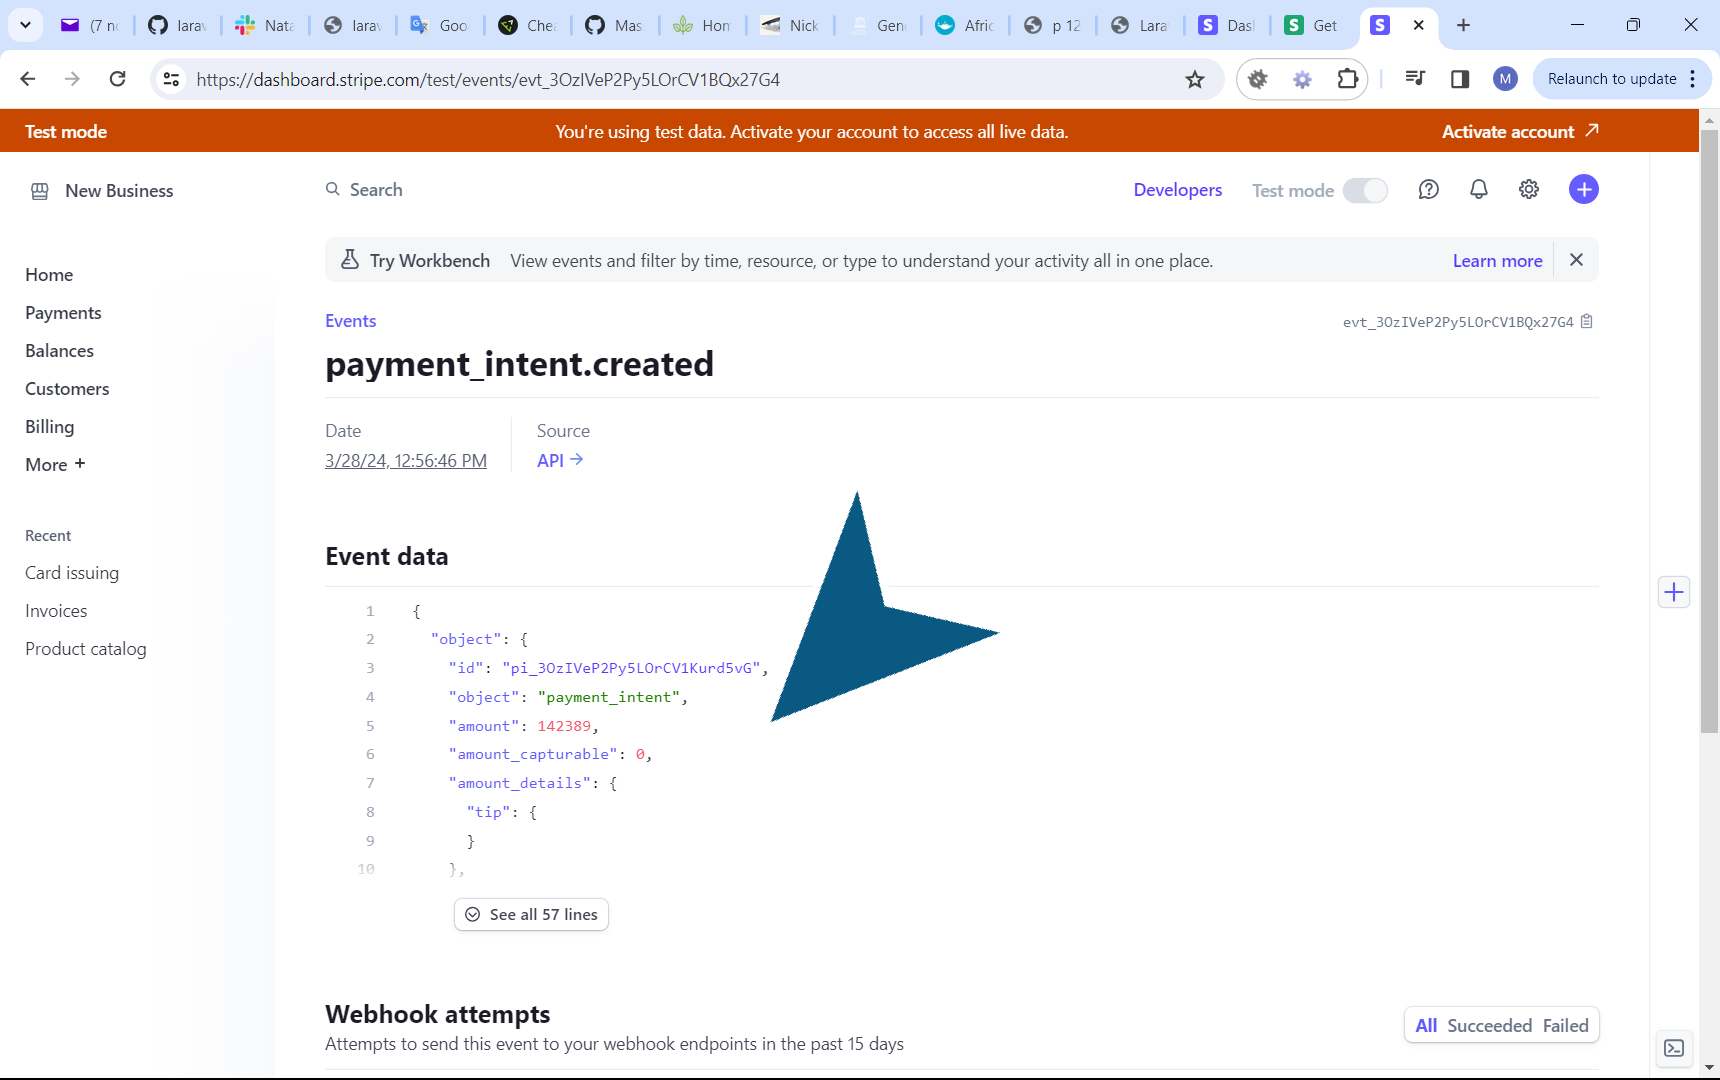 (7 no
larav
Nata
larav
Goo
Chea
Mas
Hom
Nick
Gen
Afric
p 12
Lara
Das
Get
https://dashboard.stripe.com/test/events/evt_3OzIVeP2Py5LOrCV1BQx27G4
M
Relaunch to update
Test mode
You're using test data. Activate your account to access all live data.
Activate account
New Business
Search
Developers
Test mode
Try Workbench
View events and filter by time, resource, or type to understand your activity all in one place.
Learn more
Home
Payments
Balances
Customers
Billing
More +
Recent
Card issuing
Invoices
Product catalog
Events
evt_3OzIVeP2Py5LOrCV1BQx27G4
payment_intent.created
Date
Source
3/28/24, 12:56:46 PM
API →
Event data
1 {
2 "object": {
3 "id": "pi_3OzIVeP2Py5LOrCV1Kurd5vG",
4 "object": "payment_intent",
5 "amount": 142389,
6 "amount_capturable": 0,
7 "amount_details": {
8 "tip": {
9 }
10 },
See all 57 lines
Webhook attempts
All Succeeded Failed
Attempts to send this event to your webhook endpoints in the past 15 days